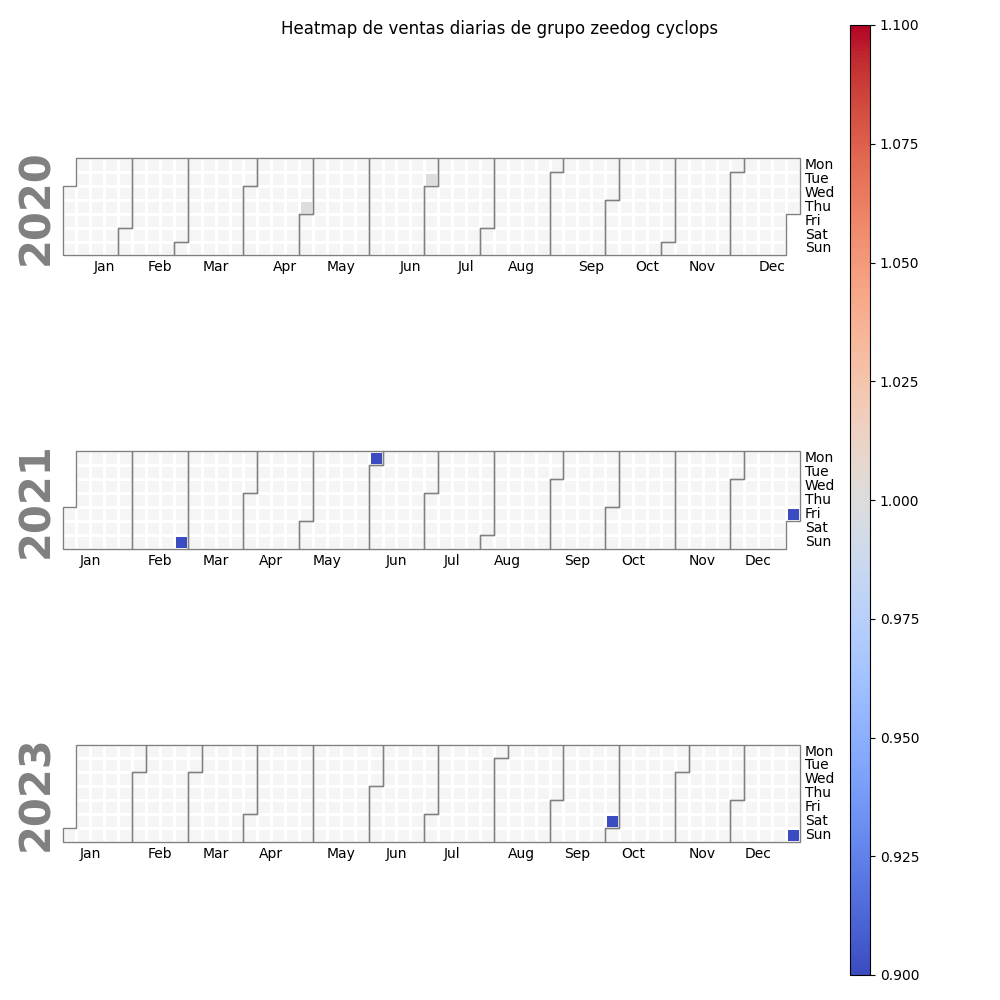 Heatmap de ventas diarias de grupo zeedog cyclops
2020
Mon
Tue
Wed
Thu
Fri
Sat
Sun
Jan Feb Mar Apr May Jun Jul Aug Sep Oct Nov Dec
2021
Mon
Tue
Wed
Thu
Fri
Sat
Sun
Jan Feb Mar Apr May Jun Jul Aug Sep Oct Nov Dec
2023
Mon
Tue
Wed
Thu
Fri
Sat
Sun
Jan Feb Mar Apr May Jun Jul Aug Sep Oct Nov Dec
1.100
1.075
1.050
1.025
1.000
0.975
0.950
0.925
0.900